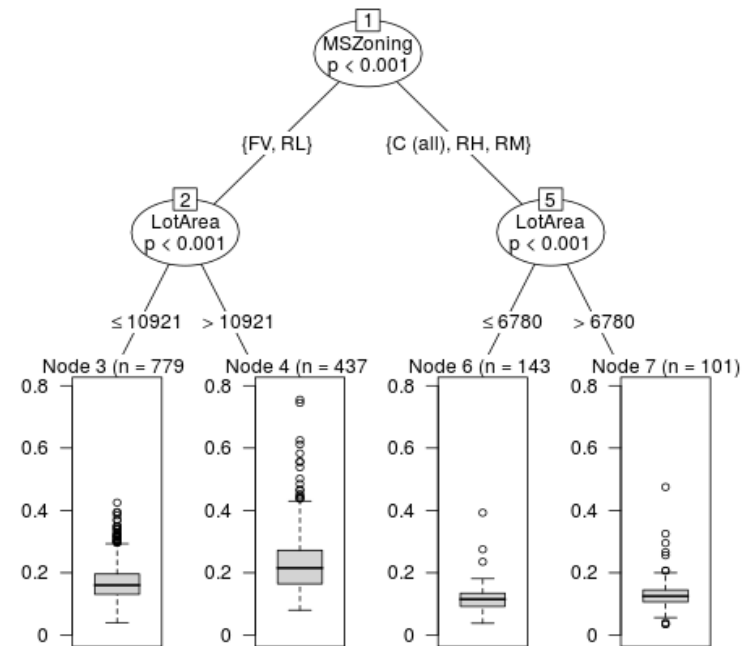 1
MSZoning
p < 0.001
{FV, RL}
{C (all), RH, RM}
2
LotArea
p < 0.001
5
LotArea
p < 0.001
≤ 10921
> 10921
≤ 6780
> 6780
Node 3 (n = 779
Node 4 (n = 437
Node 6 (n = 143
Node 7 (n = 101)
0.8
0.6
0.4
0.2
0
0.8
0.6
0.4
0.2
0
0.8
0.6
0.4
0.2
0
0.8
0.6
0.4
0.2
0